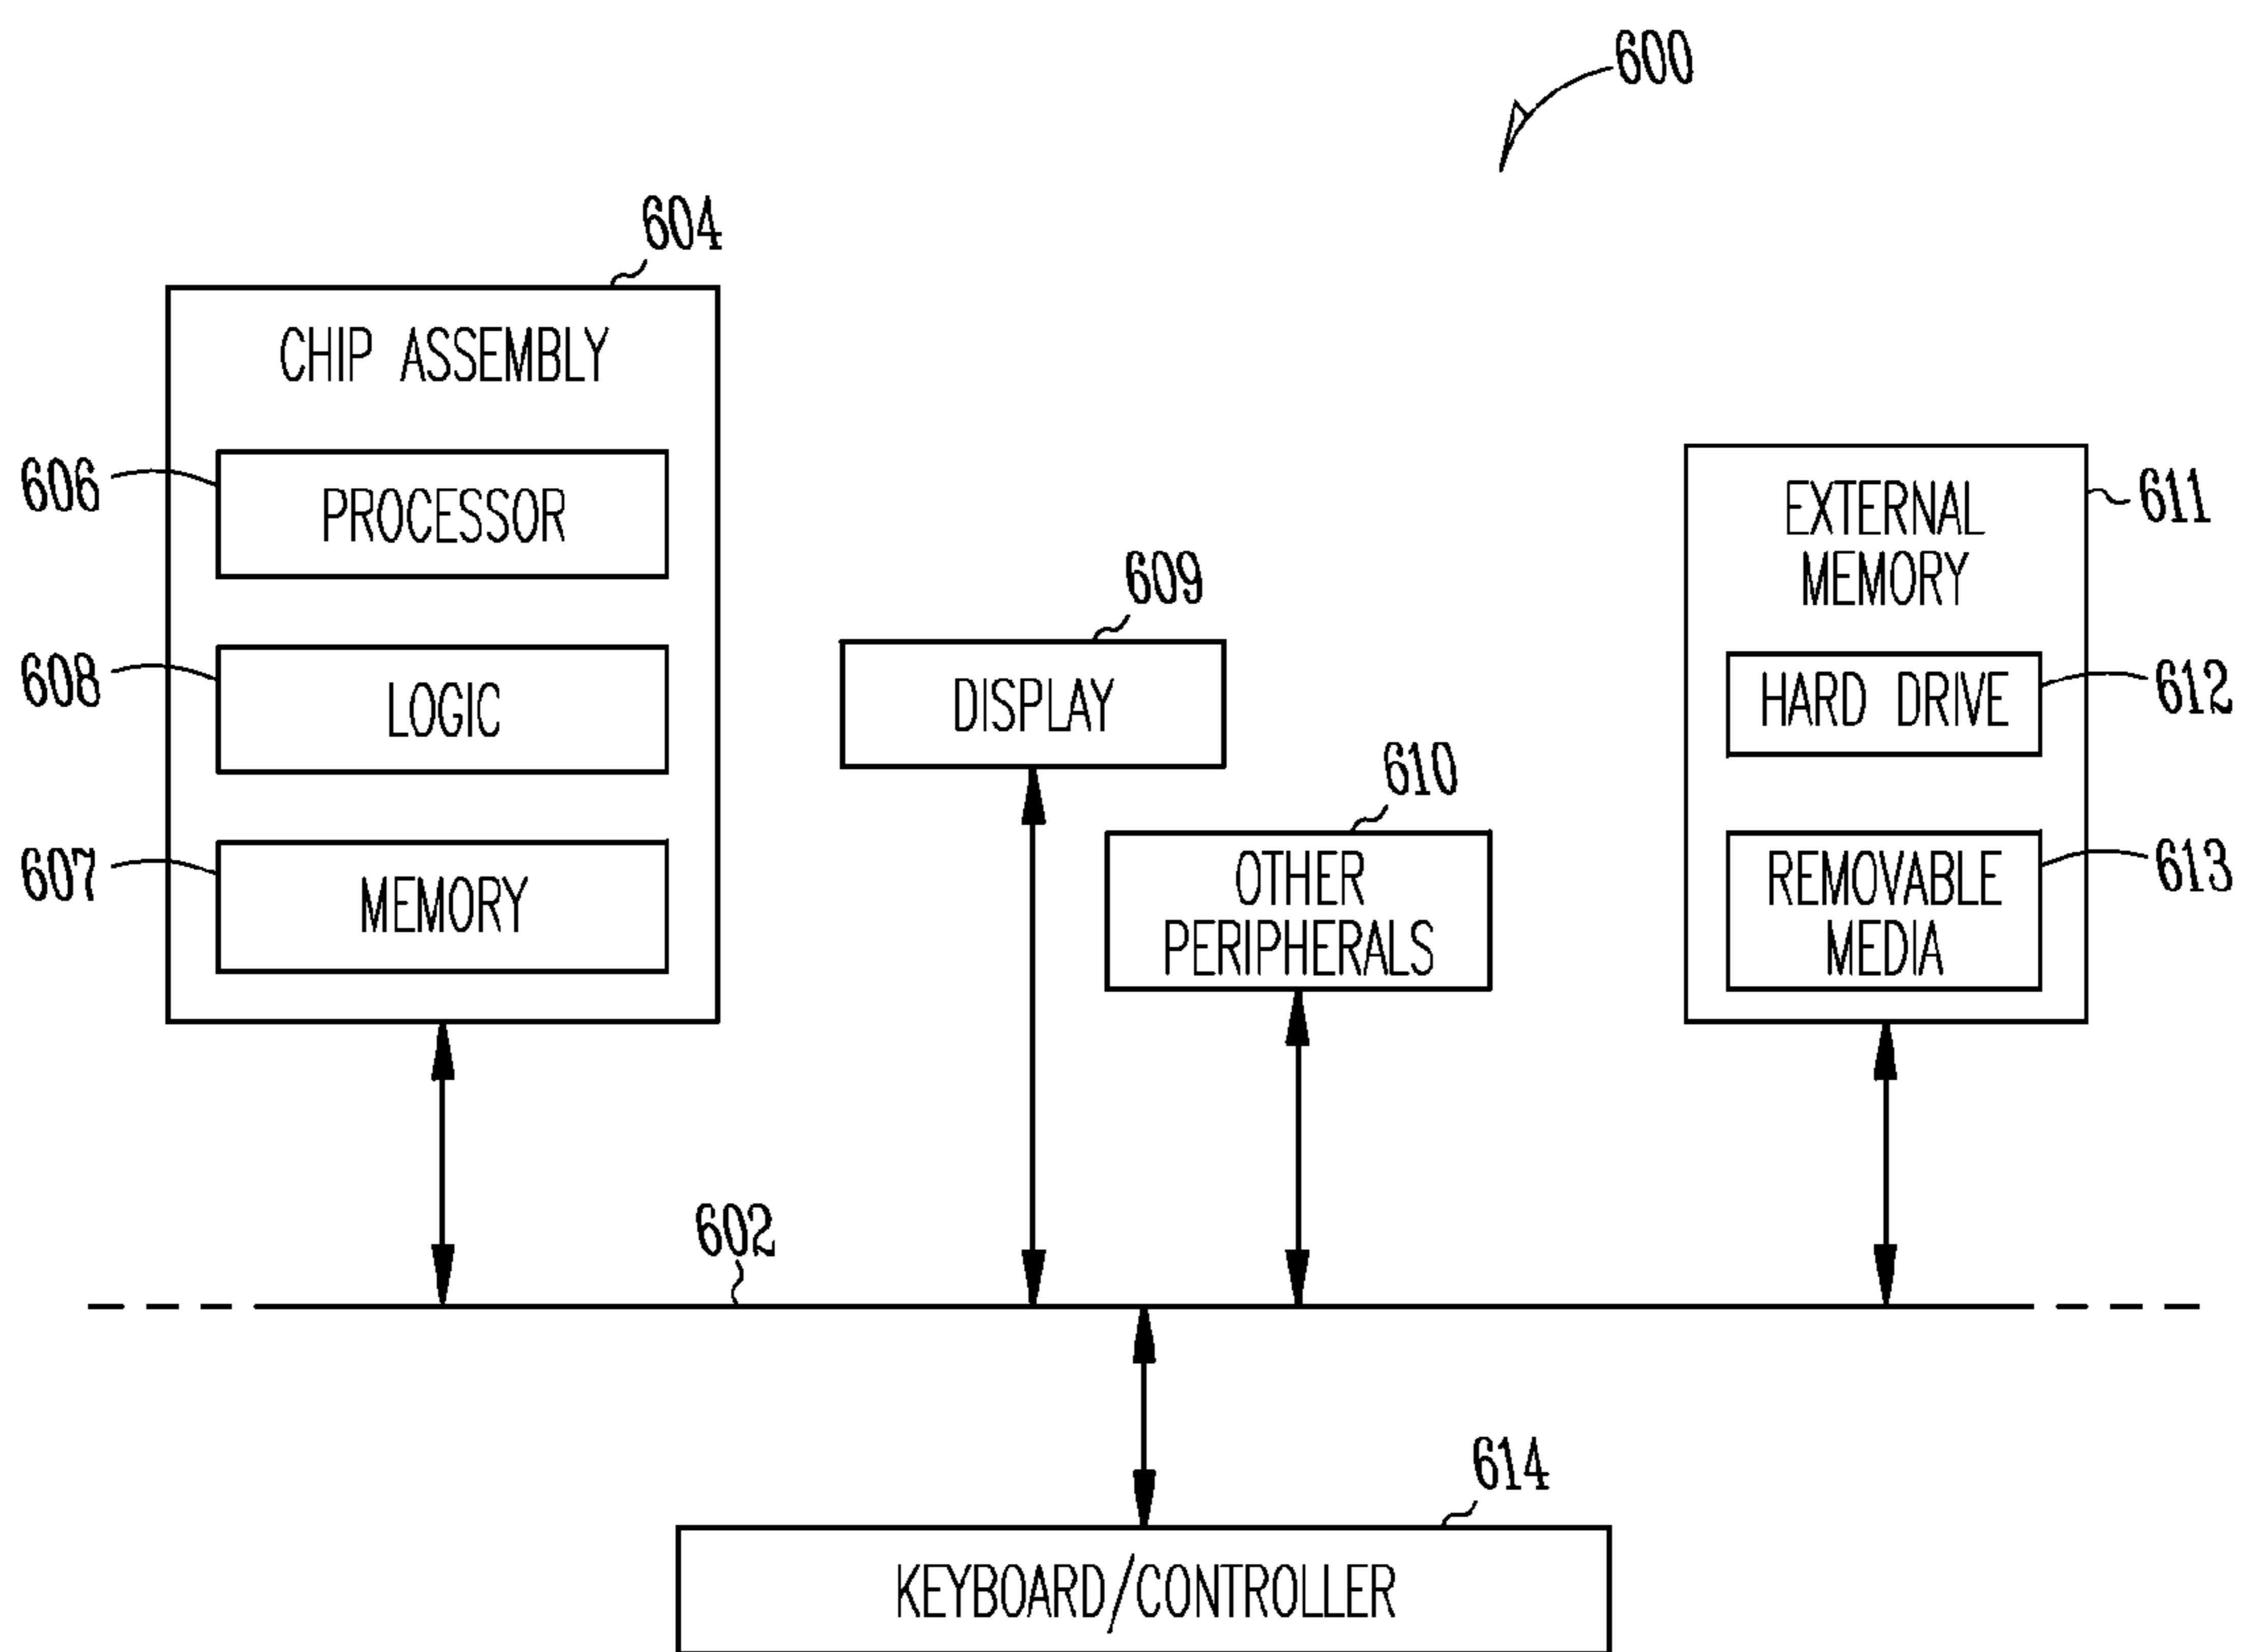 600
604
CHIP ASSEMBLY
606
PROCESSOR
608
LOGIC
607
MEMORY
609
DISPLAY
610
OTHER
PERIPHERALS
611
EXTERNAL
MEMORY
612
HARD DRIVE
613
REMOVABLE
MEDIA
602
614
KEYBOARD/CONTROLLER